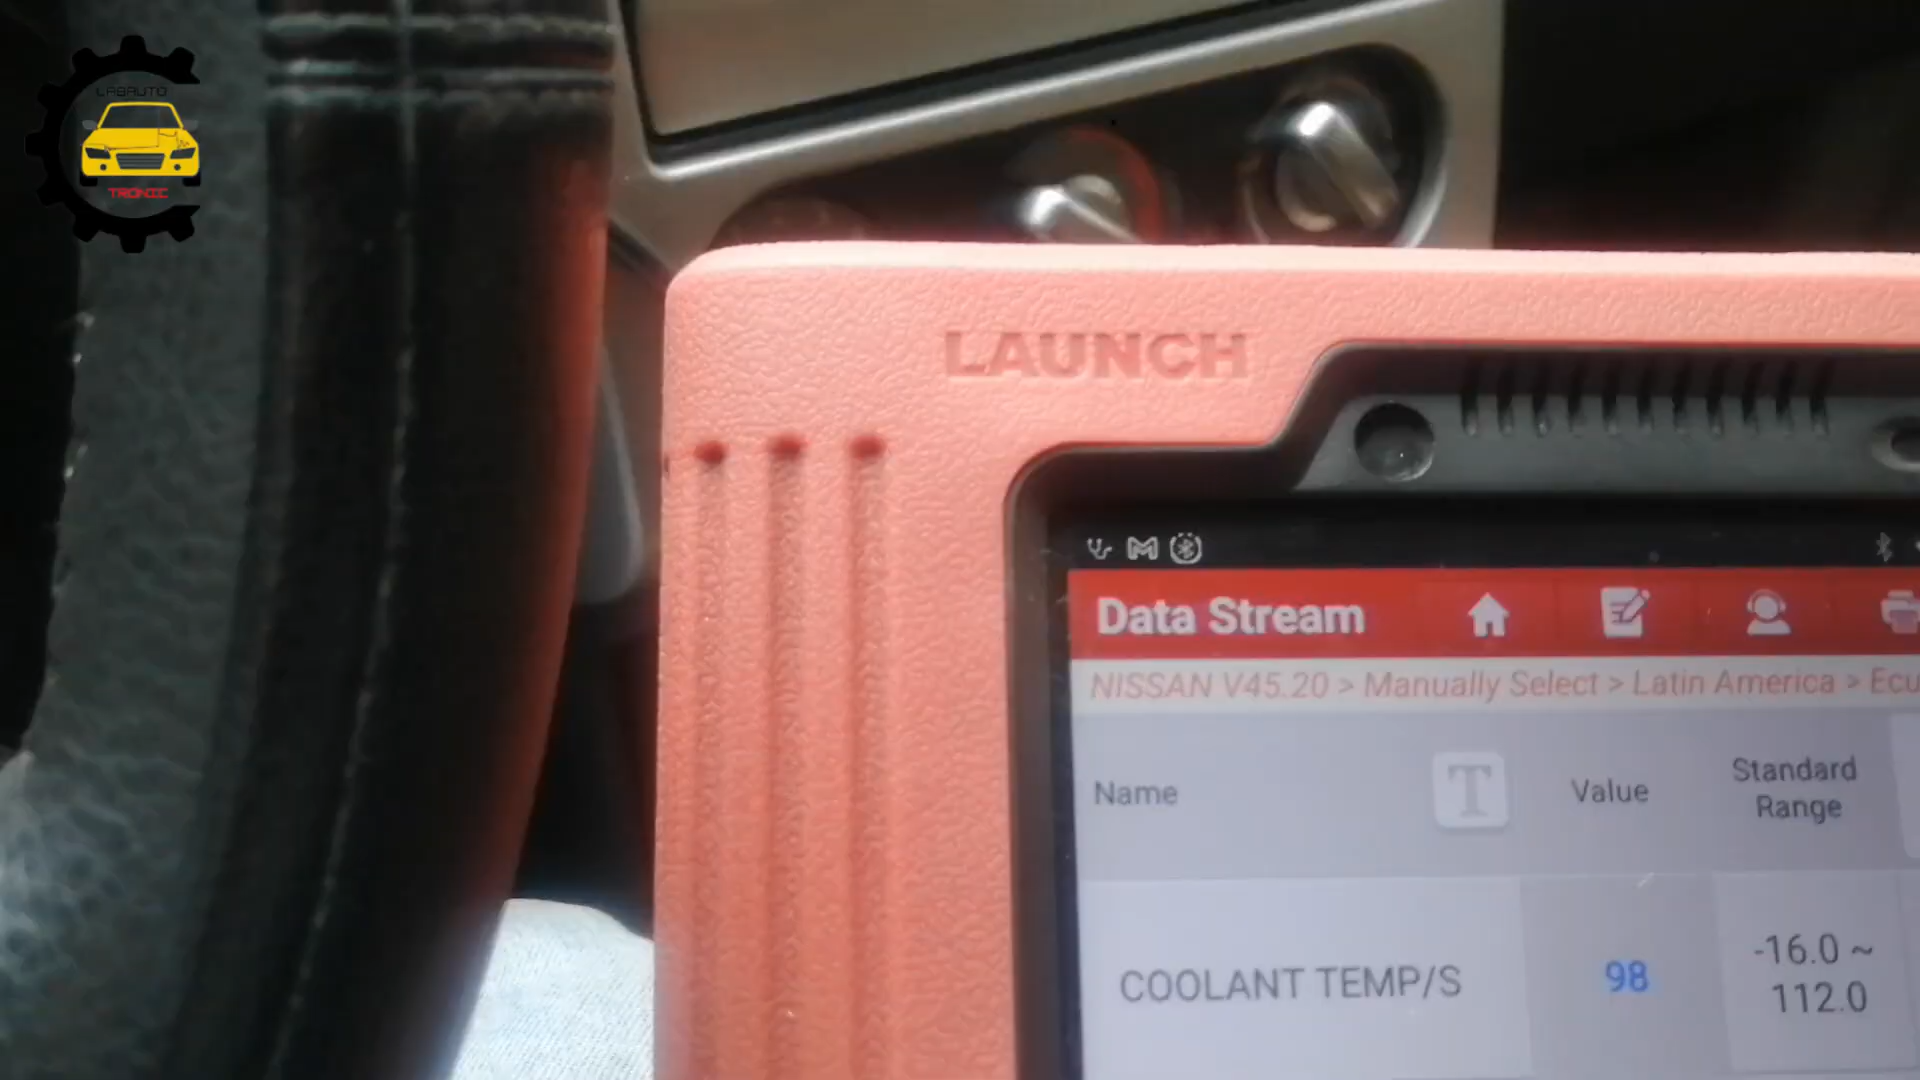 LABAUTO
TRONIC
LAUNCH
Data Stream
NISSAN V45.20 > Manually Select > Latin America > Ecu
Name
T
Value
Standard
Range
COOLANT TEMP/S
98
-16.0 ~
112.0